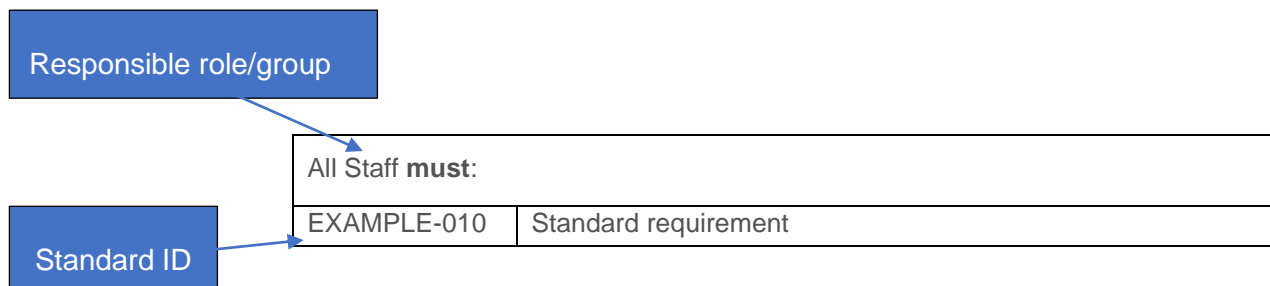 Responsible role/group
All Staff must:
EXAMPLE-010 Standard requirement
Standard ID